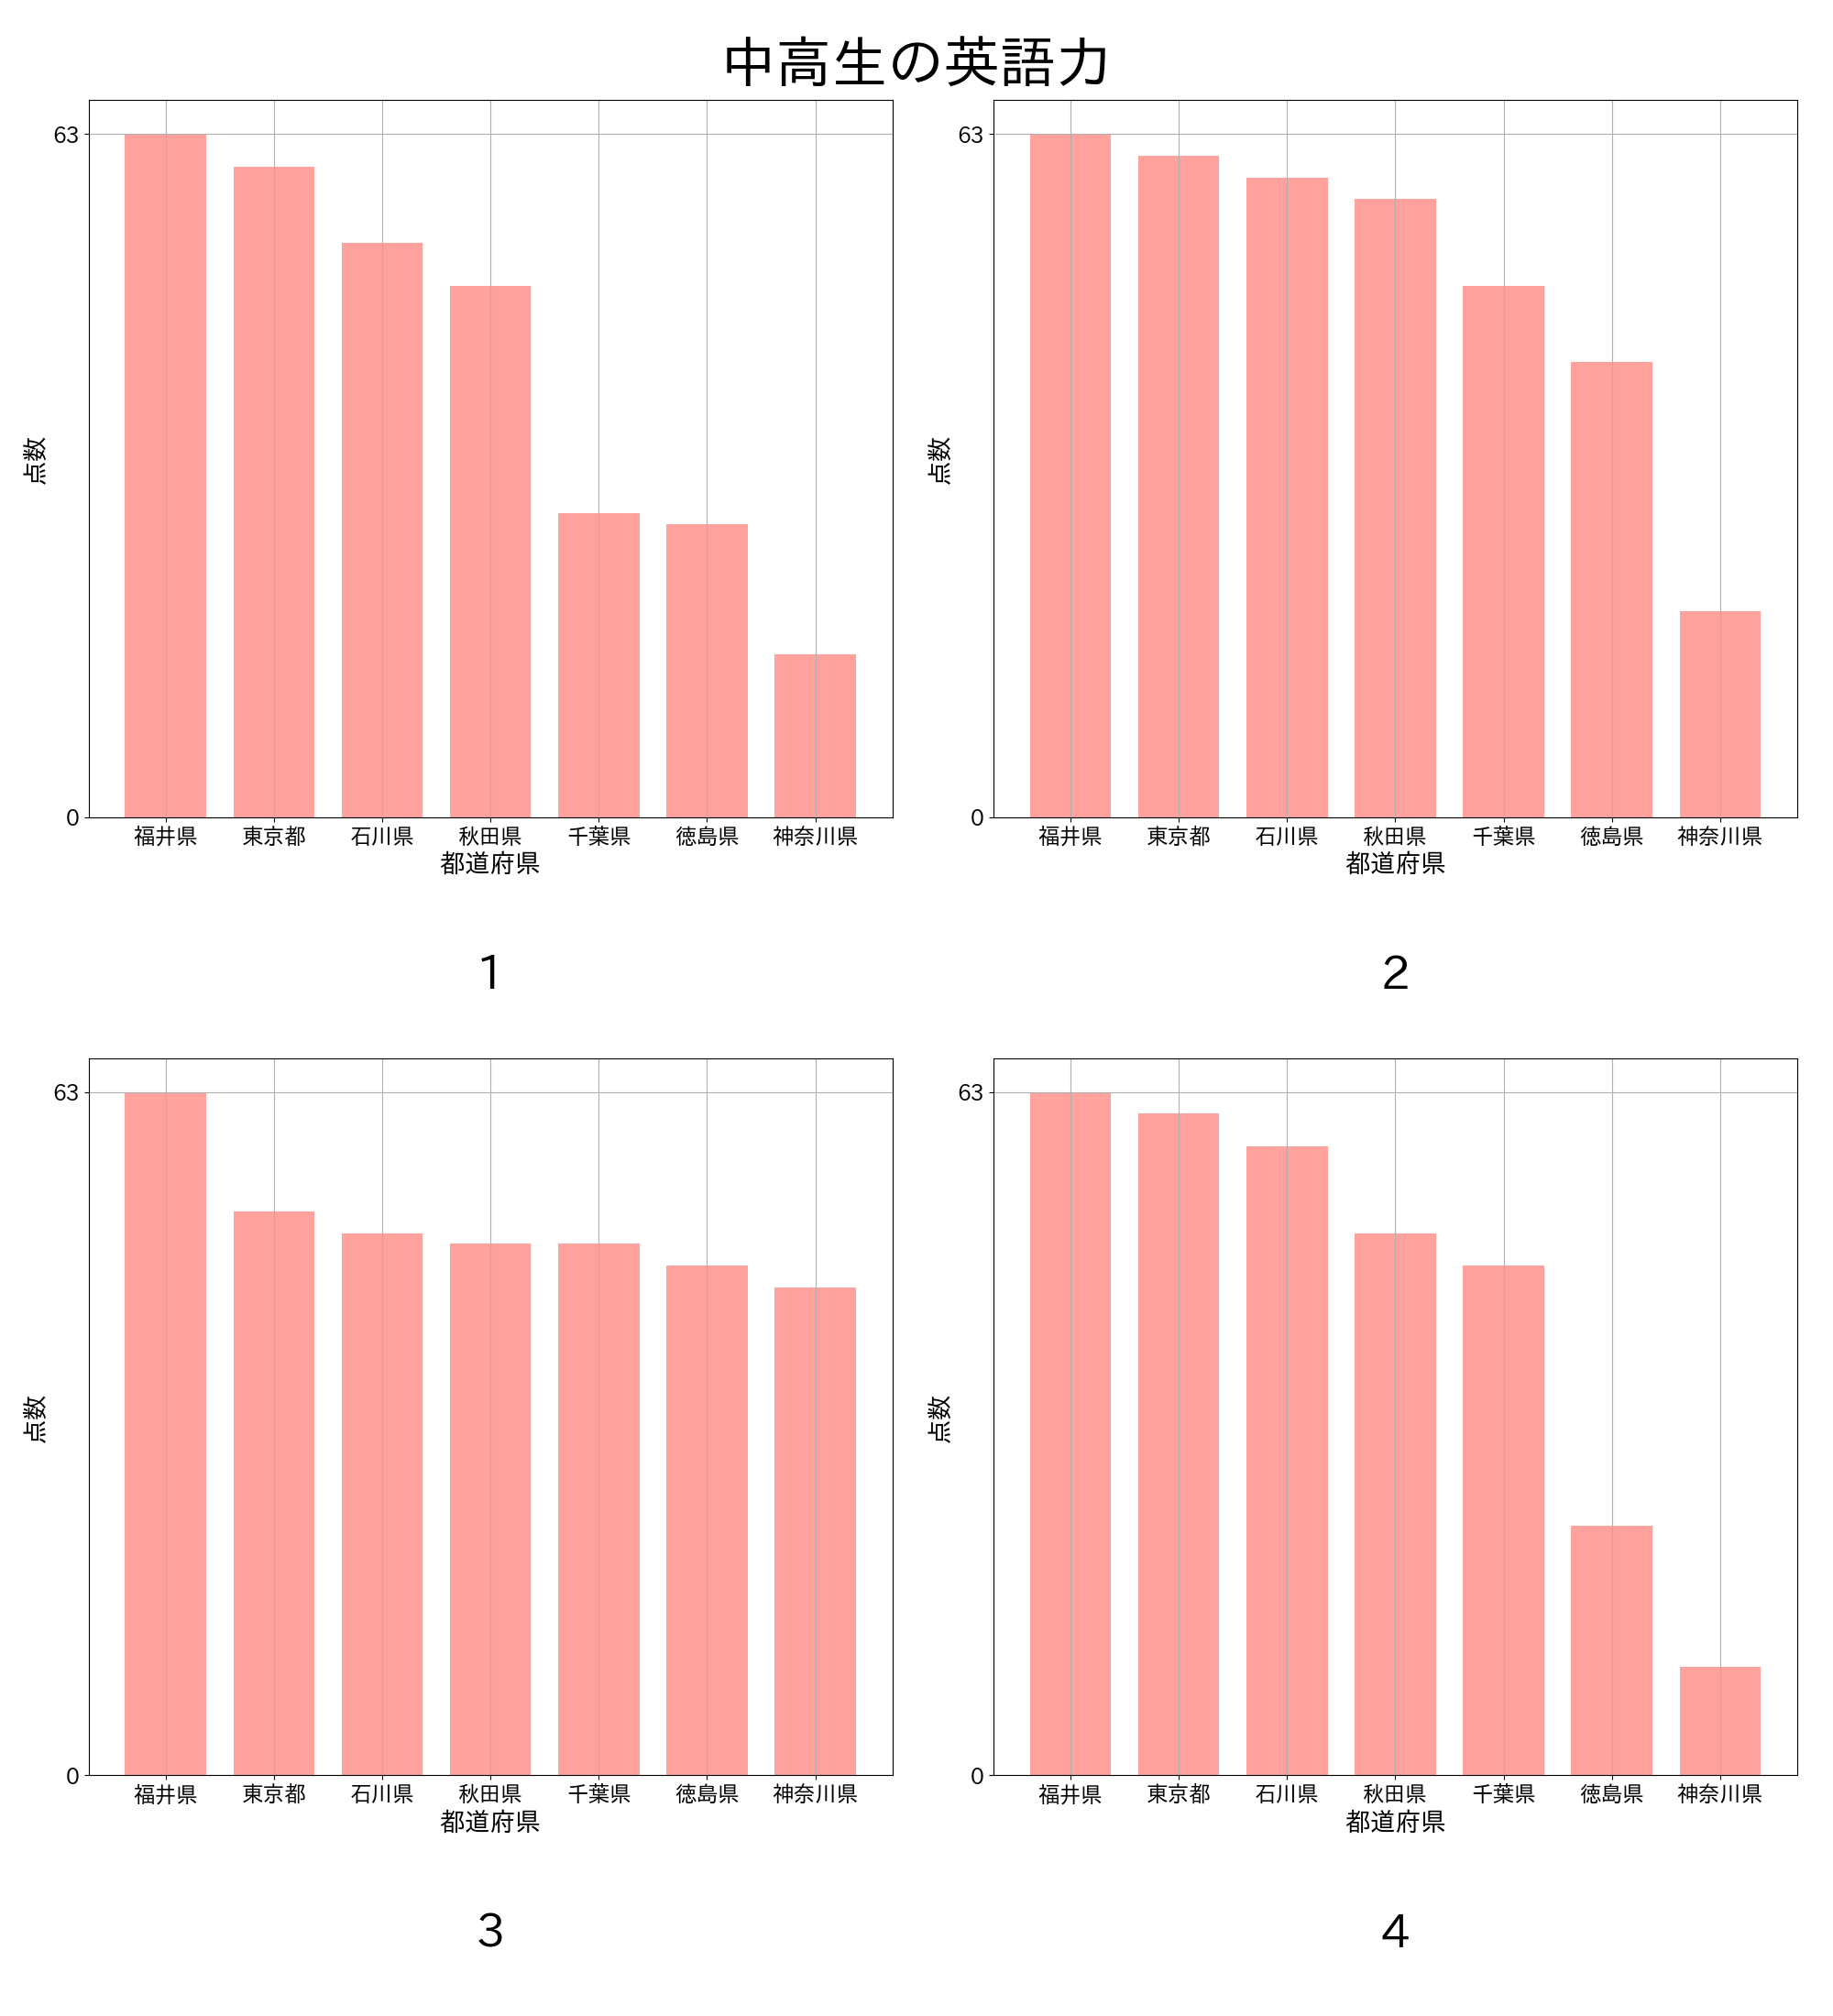 中高生の英語力
63
0
点数
福井県 東京都 石川県 秋田県 千葉県 徳島県 神奈川県
都道府県
1
63
0
点数
福井県 東京都 石川県 秋田県 千葉県 徳島県 神奈川県
都道府県
2
63
0
点数
福井県 東京都 石川県 秋田県 千葉県 徳島県 神奈川県
都道府県
3
63
0
点数
福井県 東京都 石川県 秋田県 千葉県 徳島県 神奈川県
都道府県
4